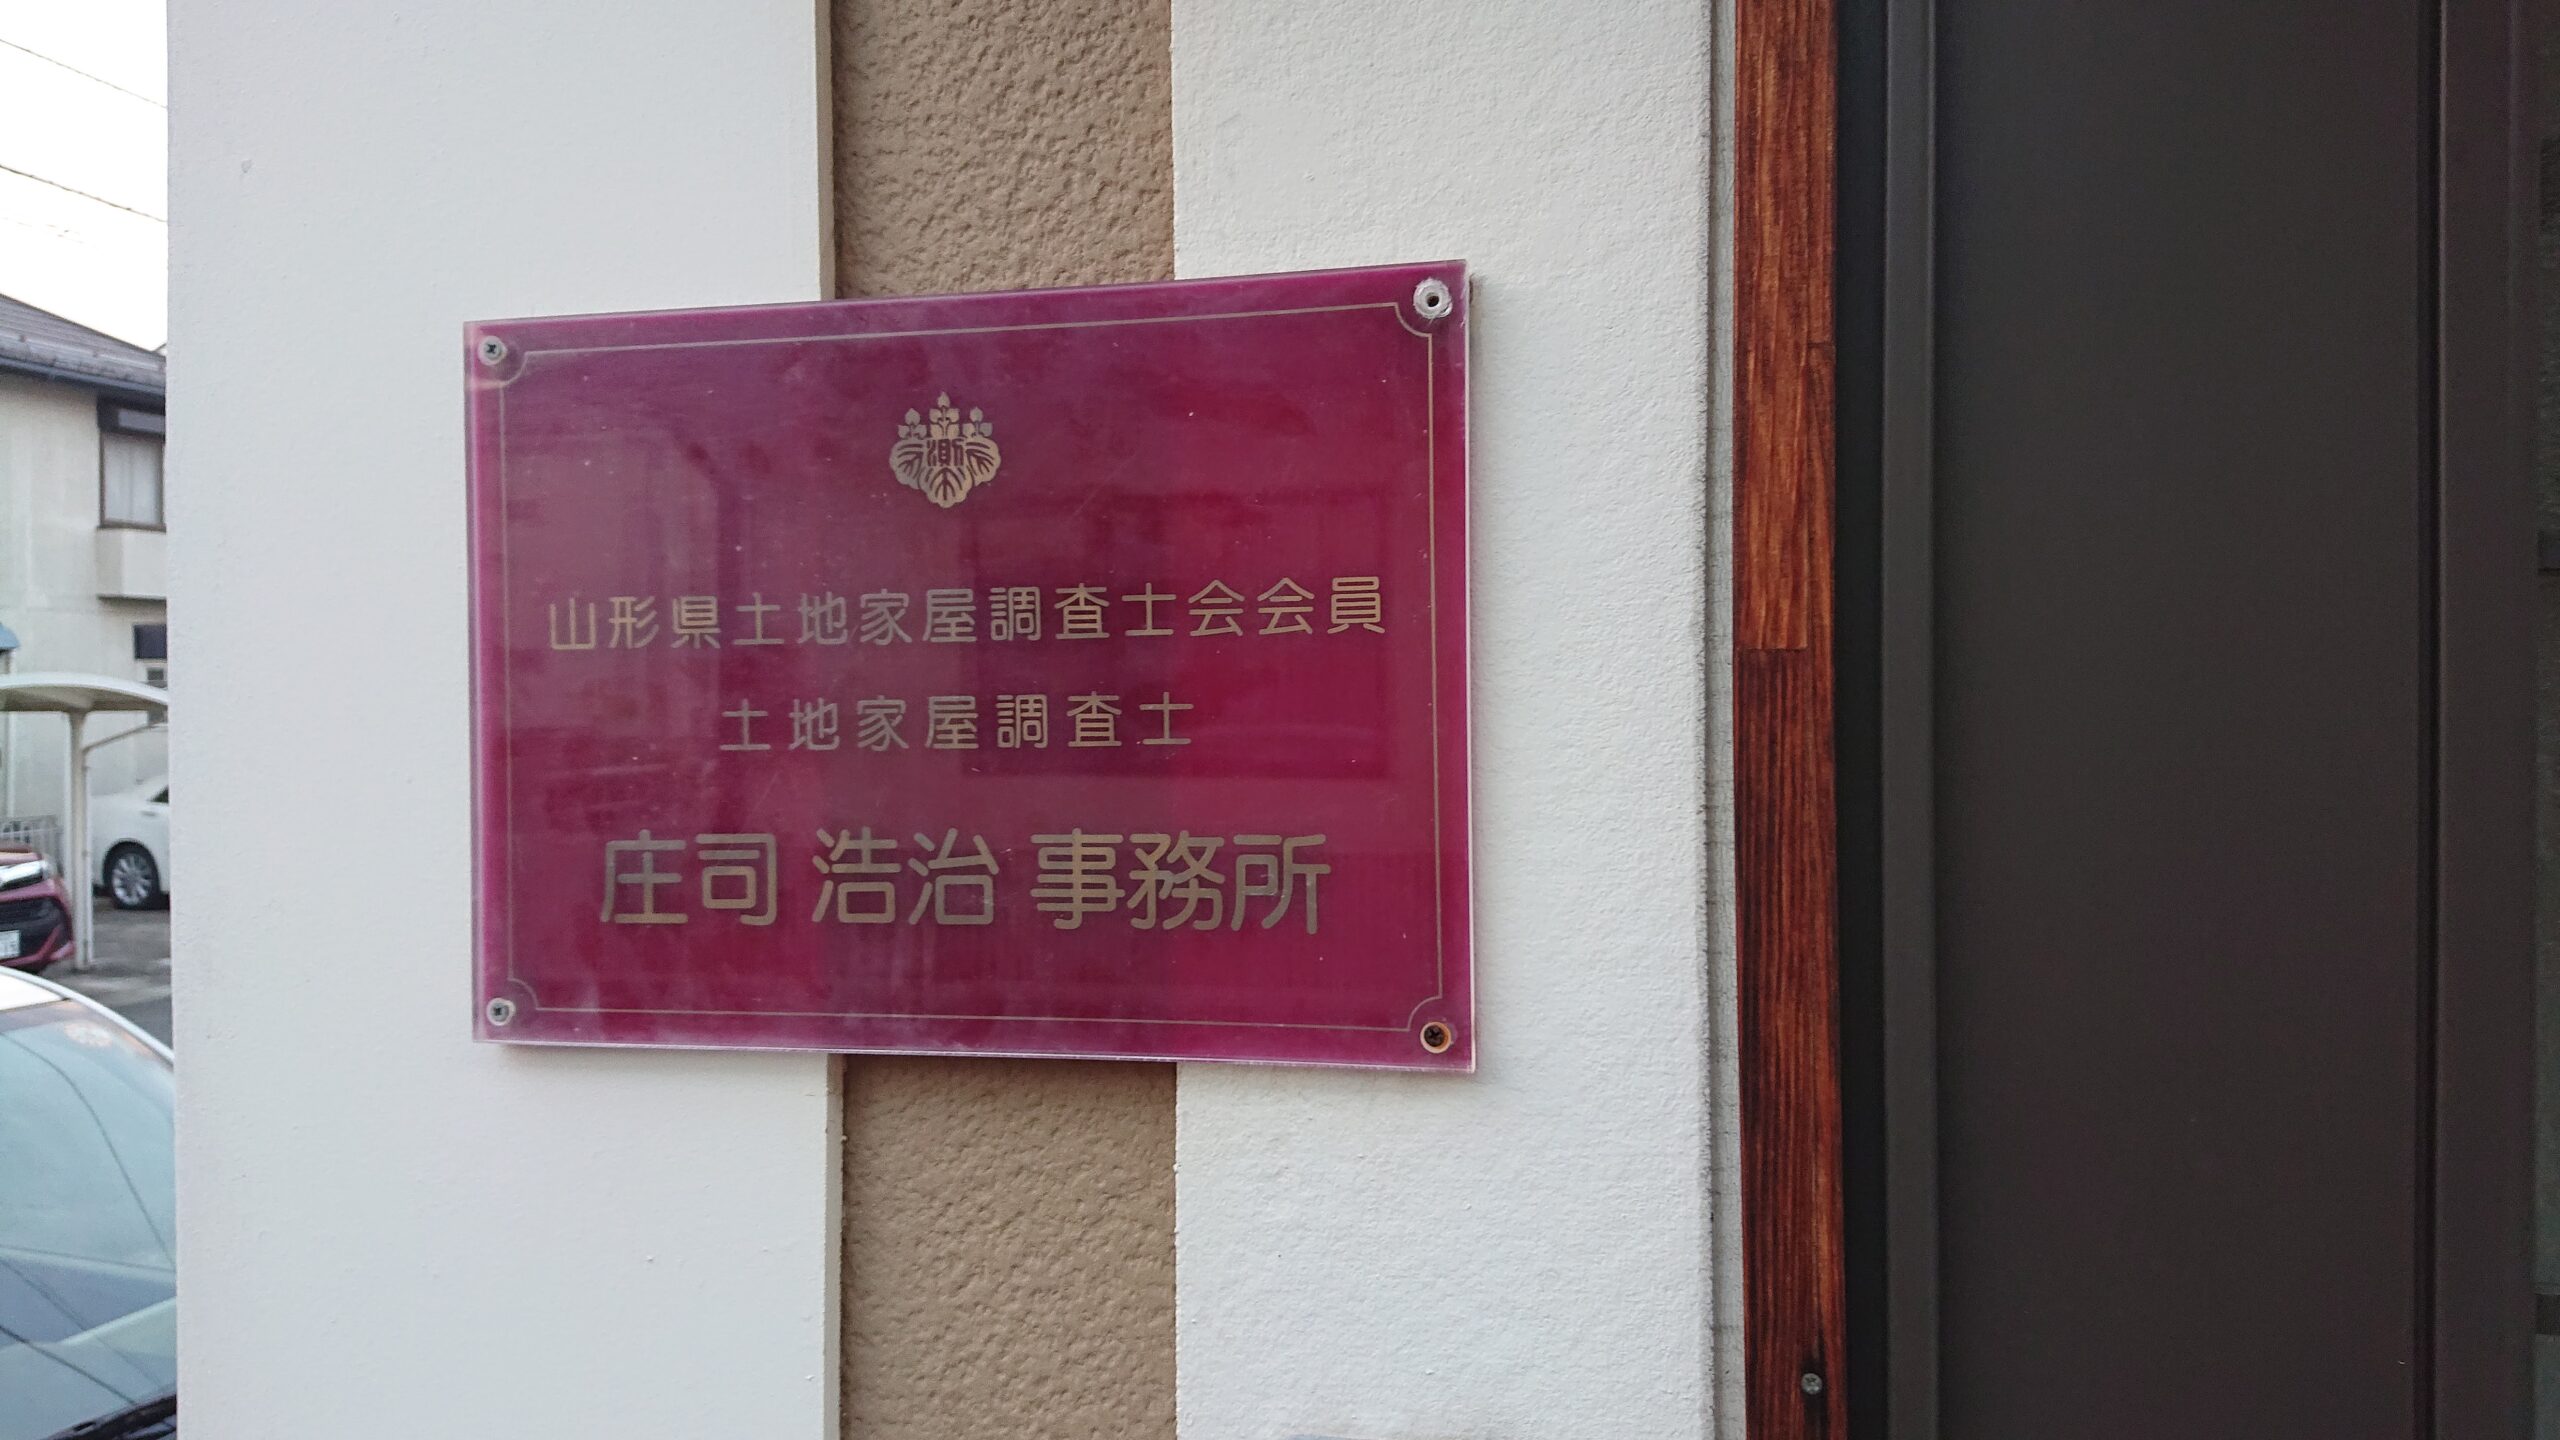 測
山形県土地家屋調査士会会員
土地家屋調査士
庄司 浩治 事務所